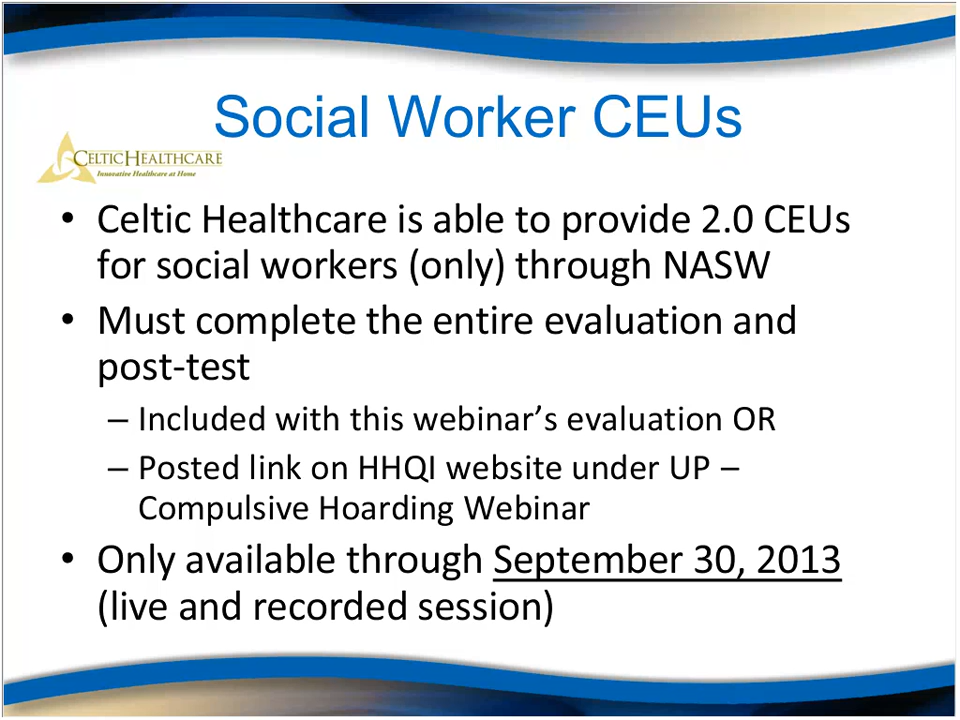 Social Worker CEUs
CELTIC HEALTHCARE
Innovative Healthcare at Home
• Celtic Healthcare is able to provide 2.0 CEUs
for social workers (only) through NASW
• Must complete the entire evaluation and
post-test
– Included with this webinar’s evaluation OR
– Posted link on HHQI website under UP –
Compulsive Hoarding Webinar
• Only available through September 30, 2013
(live and recorded session)